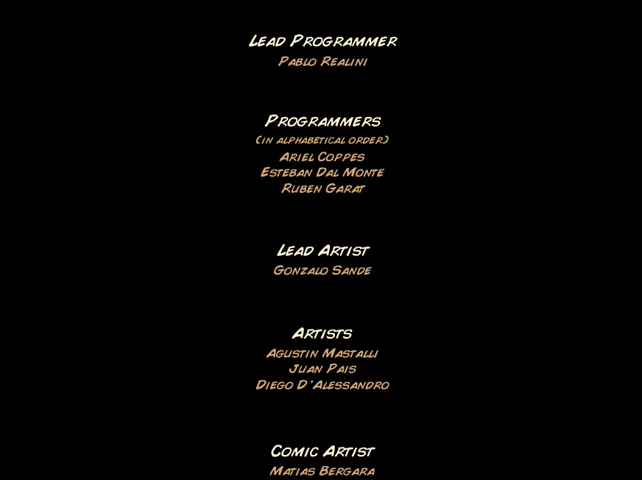 Lead Programmer
Pablo Realini
Programmers
(in alphabetical order)
Ariel Coppes
Esteban Dal Monte
Ruben Garat
Lead Artist
Gonzalo Sande
Artists
Agustin Mastalli
Juan Pais
Diego D'Alessandro
Comic Artist
Matias Bergara